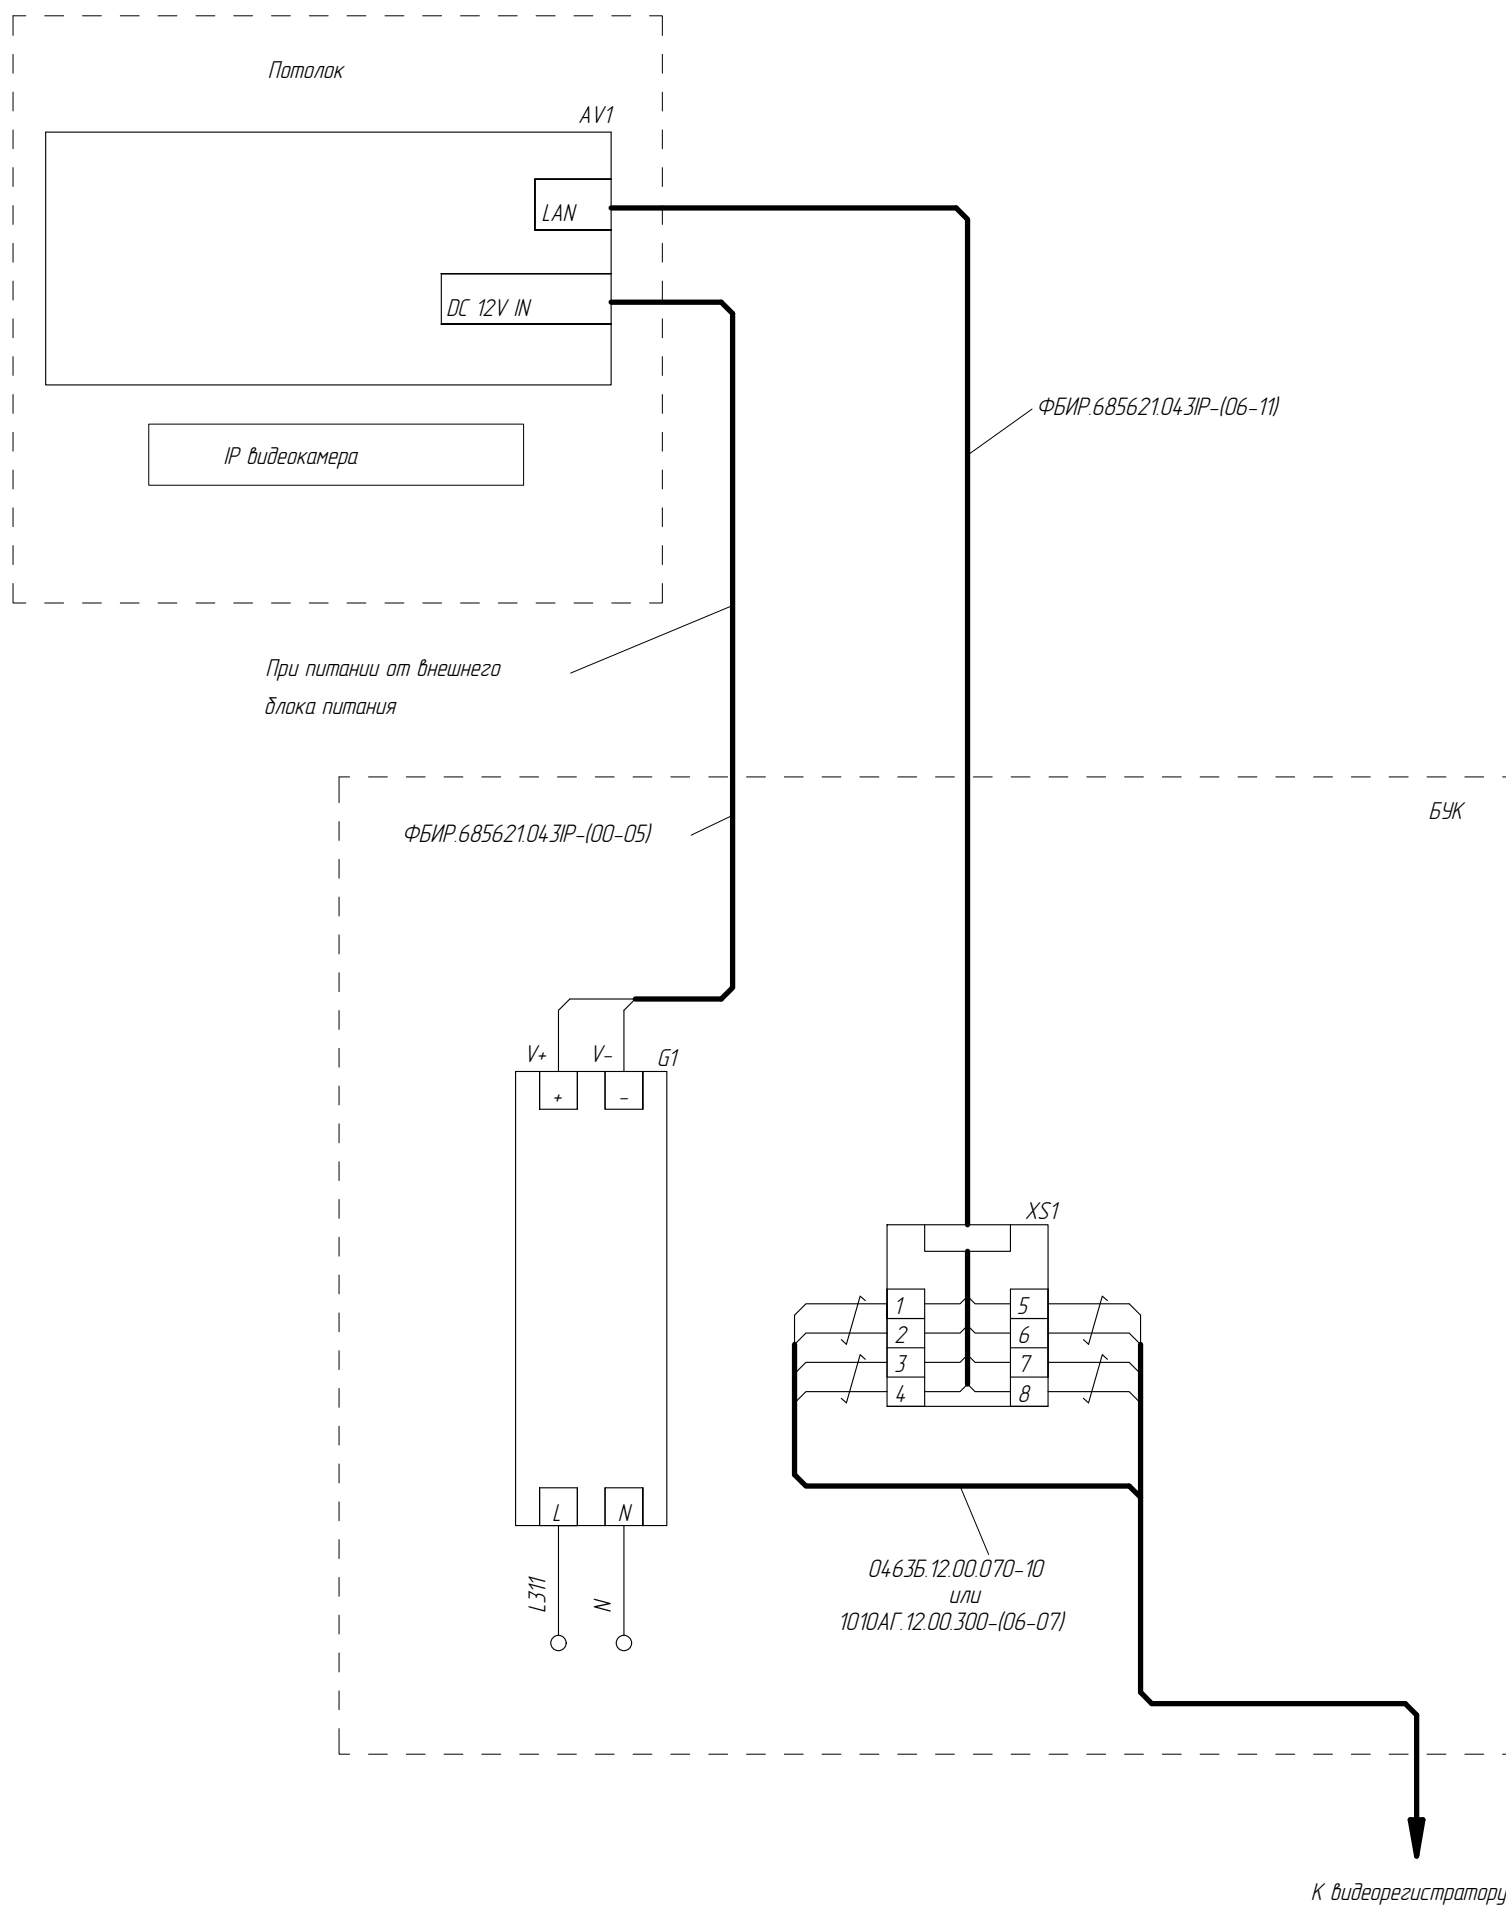 Потолок
AV1
LAN
DC 12V IN
ФБИР.685621.043IP-(06-11)
IP видеокамера
При питании от внешнего
блока питания
БУК
ФБИР.685621.043IP-(00-05)
V+
V-
G1
+
-
XS1
1
5
2
6
3
7
4
8
L
N
L311
N
0463Б.12.00.070-10
или
1010АГ.12.00.300-(06-07)
К видеорегистратору